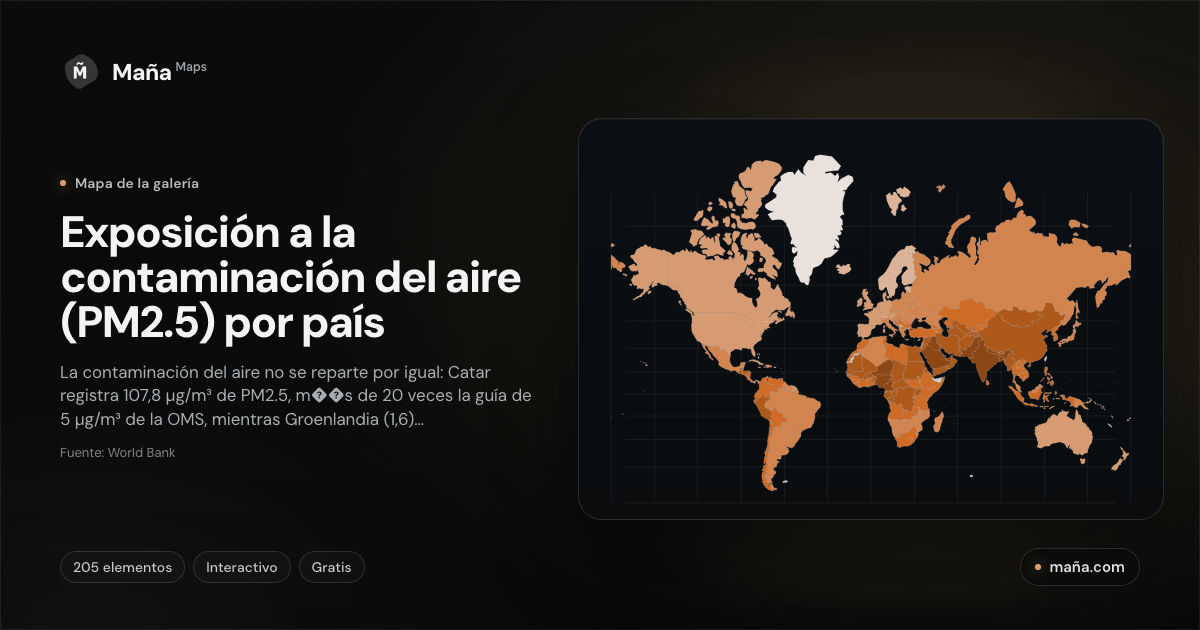 M̃
Maña Maps
Mapa de la galería
Exposición a la
contaminación del aire
(PM2.5) por país
La contaminación del aire no se reparte por igual: Catar
registra 107,8 µg/m³ de PM2.5, m��s de 20 veces la guía de
5 µg/m³ de la OMS, mientras Groenlandia (1,6)…
Fuente: World Bank
205 elementos
Interactivo
Gratis
maña.com